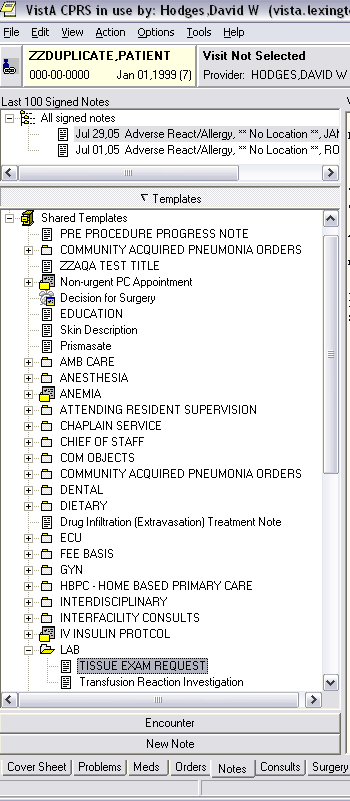 VistA CPRS in use by: Hodges,David W (vista.lexingt
File Edit View Action Options Tools Help
ZZDUPLICATE,PATIENT
000-00-0000 Jan 01,1999 (7)
Visit Not Selected
Provider: HODGES,DAVID W
Last 100 Signed Notes
All signed notes
Jul 29,05 Adverse React/Allergy, ** No Location **, JAN
Jul 01,05 Adverse React/Allergy, ** No Location **, RO
Templates
Shared Templates
PRE PROCEDURE PROGRESS NOTE
COMMUNITY ACQUIRED PNEUMONIA ORDERS
ZZAQA TEST TITLE
Non-urgent PC Appointment
Decision for Surgery
EDUCATION
Skin Description
Prismasate
AMB CARE
ANESTHESIA
ANEMIA
ATTENDING RESIDENT SUPERVISION
CHAPLAIN SERVICE
CHIEF OF STAFF
COM OBJECTS
COMMUNITY ACQUIRED PNEUMONIA ORDERS
DENTAL
DIETARY
Drug Infiltration (Extravasation) Treatment Note
ECU
FEE BASIS
GYN
HBPC - HOME BASED PRIMARY CARE
INTERDISCIPLINARY
INTERFACILITY CONSULTS
IV INSULIN PROTCOL
LAB
TISSUE EXAM REQUEST
Transfusion Reaction Investigation
Encounter
New Note
Cover Sheet Problems Meds Orders Notes Consults Surgery